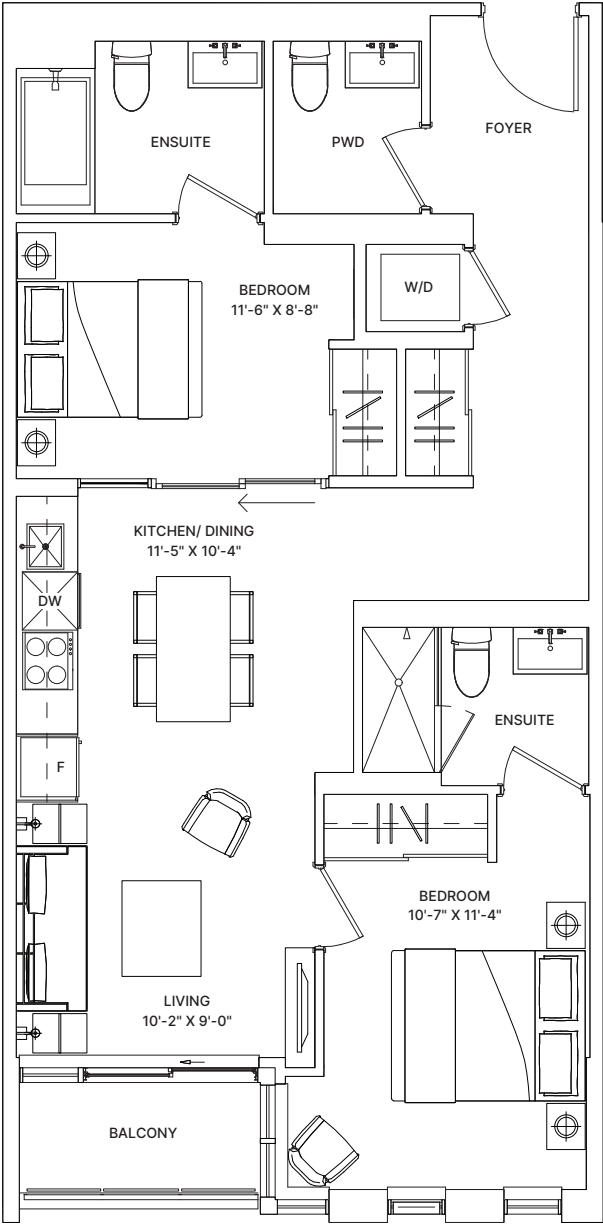 FOYER
ENSUITE
PWD
W/D
BEDROOM
11'-6" X 8'-8"
KITCHEN/ DINING
11'-5" X 10'-4"
DW
ENSUITE
F
BEDROOM
10'-7" X 11'-4"
LIVING
10'-2" X 9'-0"
BALCONY